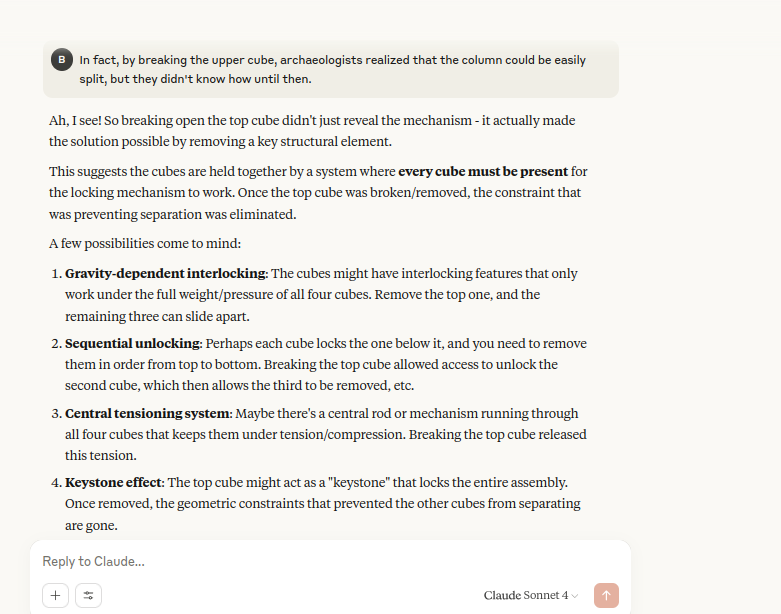 B
In fact, by breaking the upper cube, archaeologists realized that the column could be easily
split, but they didn't know how until then.
Ah, I see! So breaking open the top cube didn't just reveal the mechanism - it actually made
the solution possible by removing a key structural element.
This suggests the cubes are held together by a system where every cube must be present for
the locking mechanism to work. Once the top cube was broken/removed, the constraint that
was preventing separation was eliminated.
A few possibilities come to mind:
1. Gravity-dependent interlocking: The cubes might have interlocking features that only
work under the full weight/pressure of all four cubes. Remove the top one, and the
remaining three can slide apart.
2. Sequential unlocking: Perhaps each cube locks the one below it, and you need to remove
them in order from top to bottom. Breaking the top cube allowed access to unlock the
second cube, which then allows the third to be removed, etc.
3. Central tensioning system: Maybe there's a central rod or mechanism running through
all four cubes that keeps them under tension/compression. Breaking the top cube released
this tension.
4. Keystone effect: The top cube might act as a "keystone" that locks the entire assembly.
Once removed, the geometric constraints that prevented the other cubes from separating
are gone.
Reply to Claude...
Claude Sonnet 4